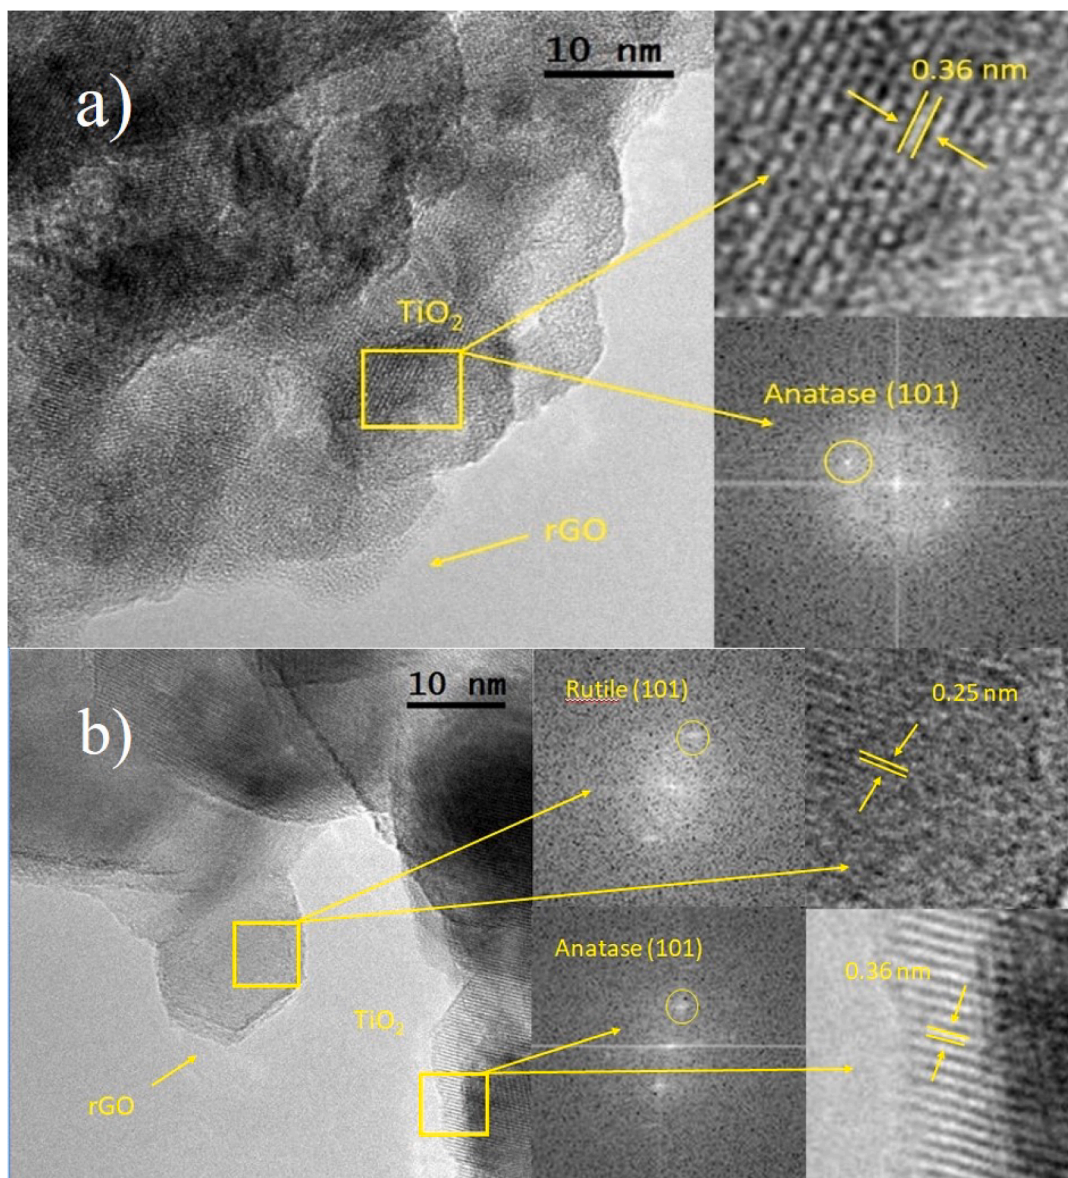 a)
10 nm
0.36 nm
TiO₂
Anatase (101)
rGO
b)
10 nm
Rutile (101)
0.25 nm
Anatase (101)
0.36 nm
TiO₂
rGO